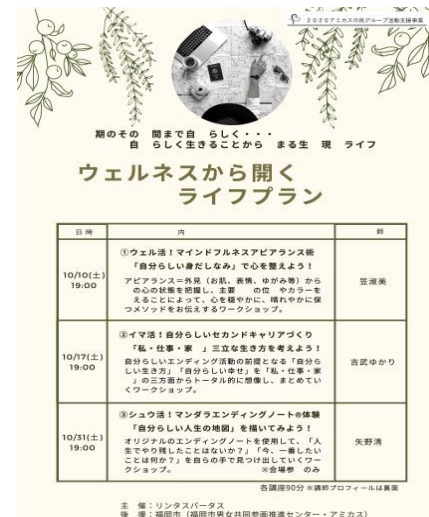 2020アミカス市民グループ活動支援事業
期のその 間まで自 らしく・・・
自 らしく生きることから まる生 現 ライフ
ウェルネスから開く
ライフプラン
日時 内 師
①ウェル活！マインドフルネスアピアランス術
「自分らしい身だしなみ」で心を整えよう！
10/10(土)
19:00
アピアランス＝外見（お肌、表情、ゆがみ等）から
の心の状態を把握し、主要 の位 やカラーを
えることによって、心を穏やかに、晴れやかに保
つメソッドをお伝えするワークショップ。
笠淑美
②イマ活！自分らしいセカンドキャリアづくり
「私・仕事・家 」三立な生き方を考えよう！
10/17(土)
19:00
自分らしいエンディング活動の前提となる「自分ら
しい生き方」「自分らしい幸せ」を「私・仕事・家
」の三方面からトータル的に想像し、まとめてい
くワークショップ。
吉武ゆかり
③シュウ活！マンダラエンディングノート®体験
「自分らしい人生の地図」を描いてみよう！
10/31(土)
19:00
オリジナルのエンディングノートを使用して、「人
生でやり残したことはないか？」「今、一番したい
ことは何か？」を自らの手で見つけ出していくワー
クショップ。 ※会場参 のみ
矢野清
各講座90分 ※講師プロフィールは裏面
主 催：リンタスバータス
後 援：福岡市（福岡市男女共同参画推進センター・アミカス）